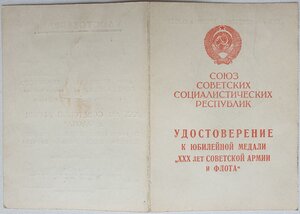 СОЮЗ
СОВЕТСКИХ
СОЦИАЛИСТИЧЕСКИХ
РЕСПУБЛИК
УДОСТОВЕРЕНИЕ
К ЮБИЛЕЙНОЙ МЕДАЛИ
„XXX ЛЕТ СОВЕТСКОЙ АРМИИ
И ФЛОТА“